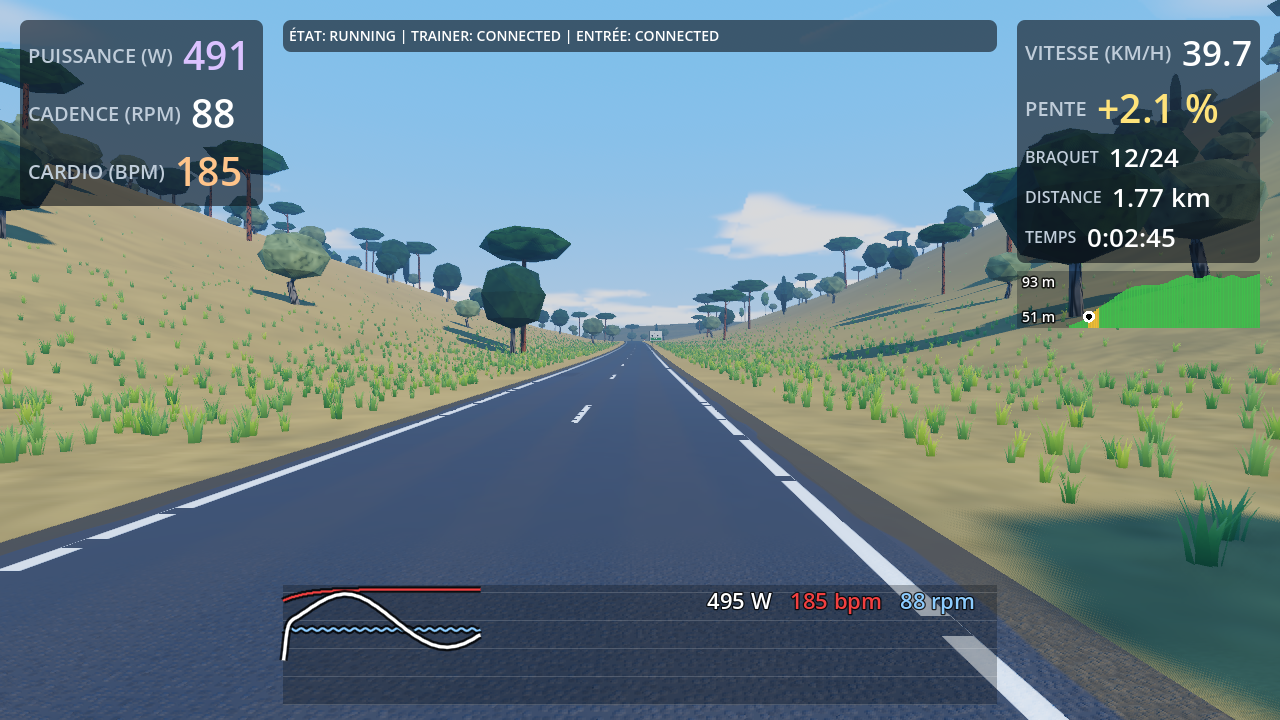 PUISSANCE (W) 491
CADENCE (RPM) 88
CARDIO (BPM) 185
ÉTAT: RUNNING | TRAINER: CONNECTED | ENTRÉE: CONNECTED
VITESSE (KM/H) 39.7
PENTE +2.1 %
BRAQUET 12/24
DISTANCE 1.77 km
TEMPS 0:02:45
93 m
51 m
495 W 185 bpm 88 rpm